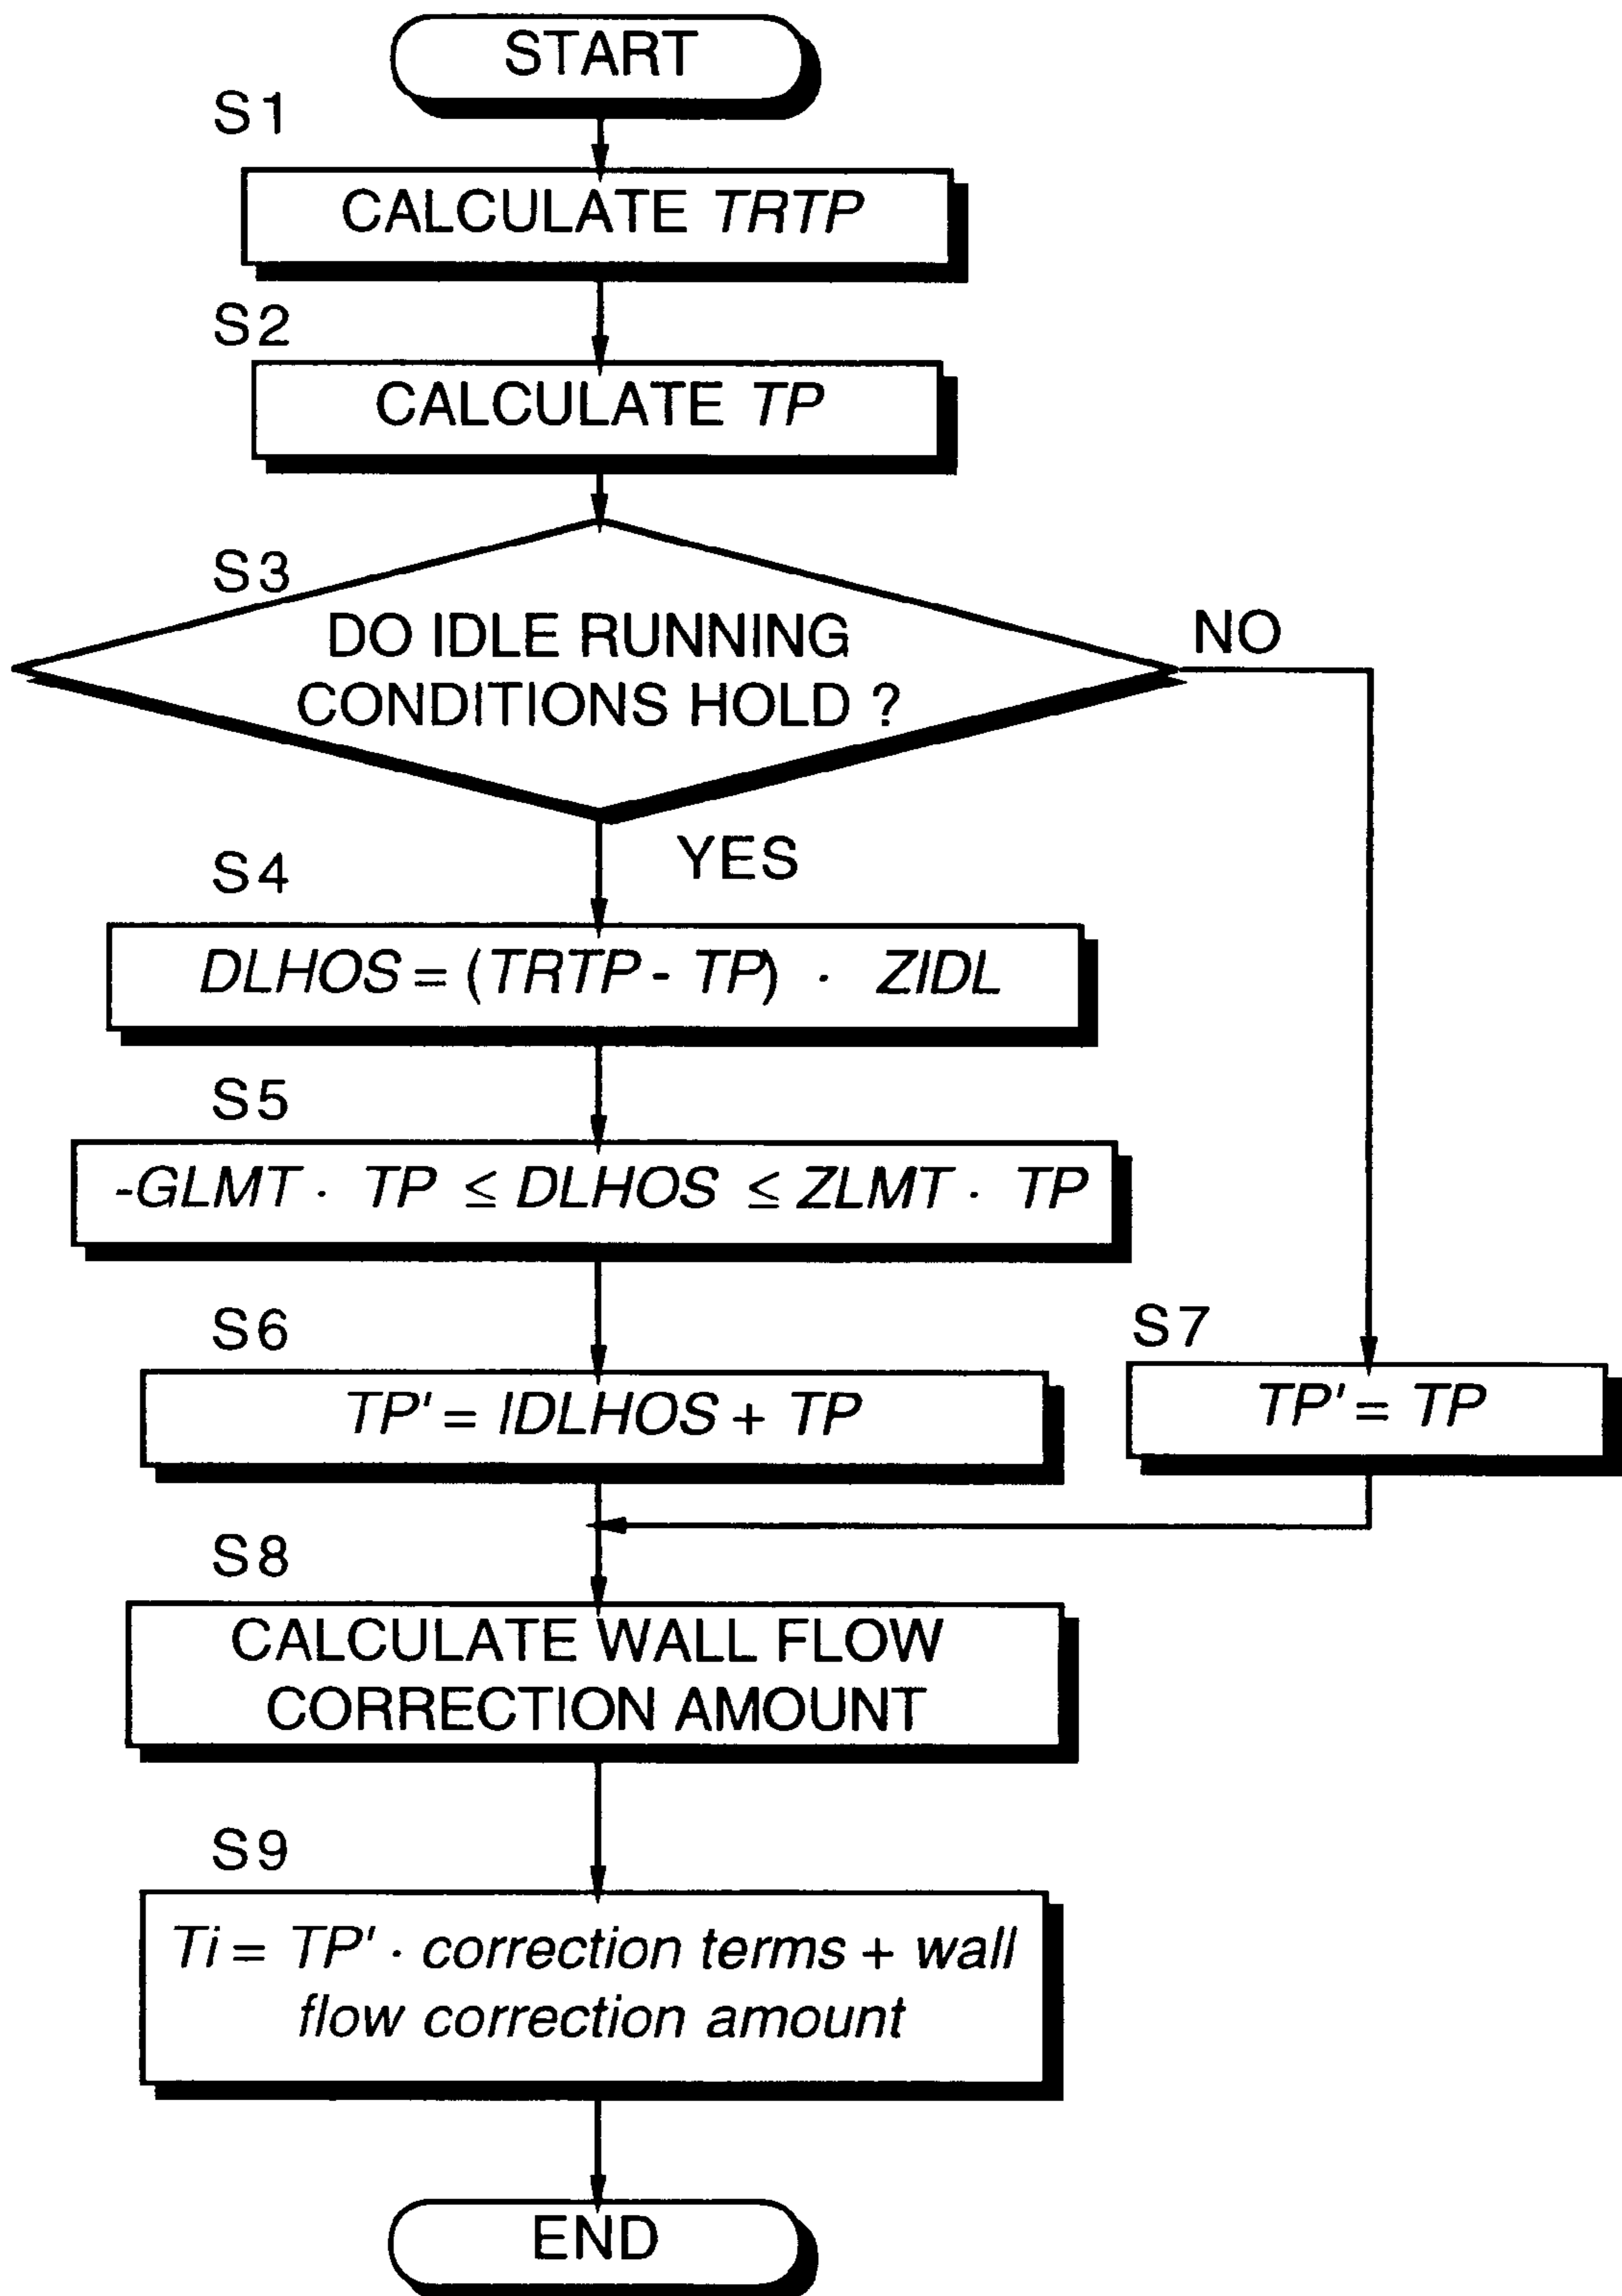 START
S1
CALCULATE TRTP
S2
CALCULATE TP
S3
DO IDLE RUNNING
CONDITIONS HOLD ?
NO
YES
S4
DLHOS = (TRTP - TP) · ZIDL
S5
-GLMT · TP ≤ DLHOS ≤ ZLMT · TP
S6
TP' = IDLHOS + TP
S7
TP' = TP
S8
CALCULATE WALL FLOW
CORRECTION AMOUNT
S9
Ti = TP' · correction terms + wall
flow correction amount
END